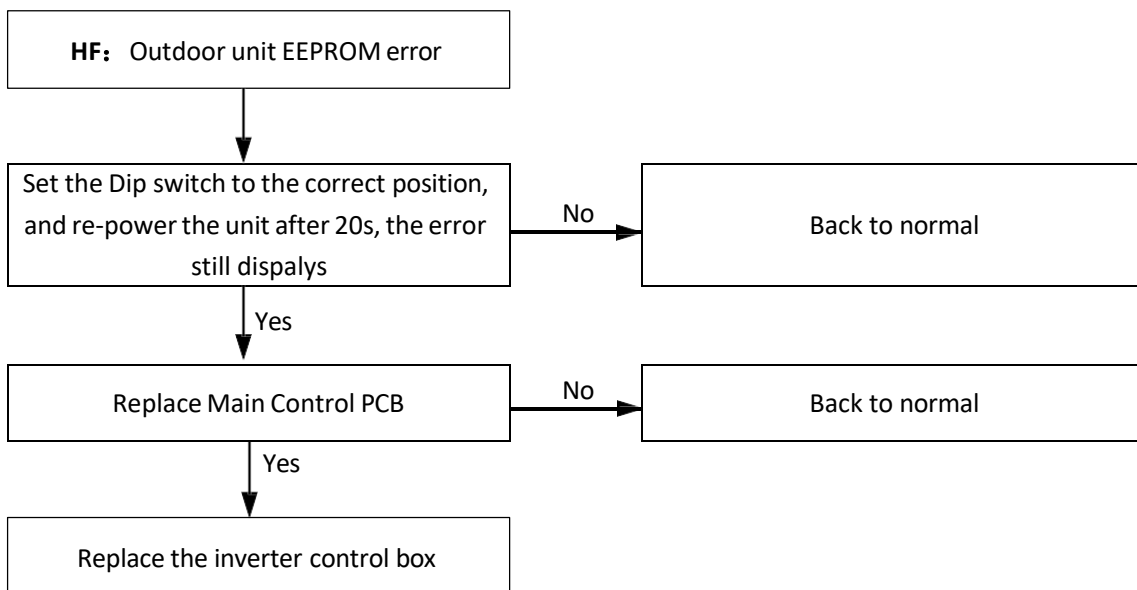 HF： Outdoor unit EEPROM error
Set the Dip switch to the correct position,
and re-power the unit after 20s, the error
still dispalys
No
Back to normal
Yes
Replace Main Control PCB
No
Back to normal
Yes
Replace the inverter control box